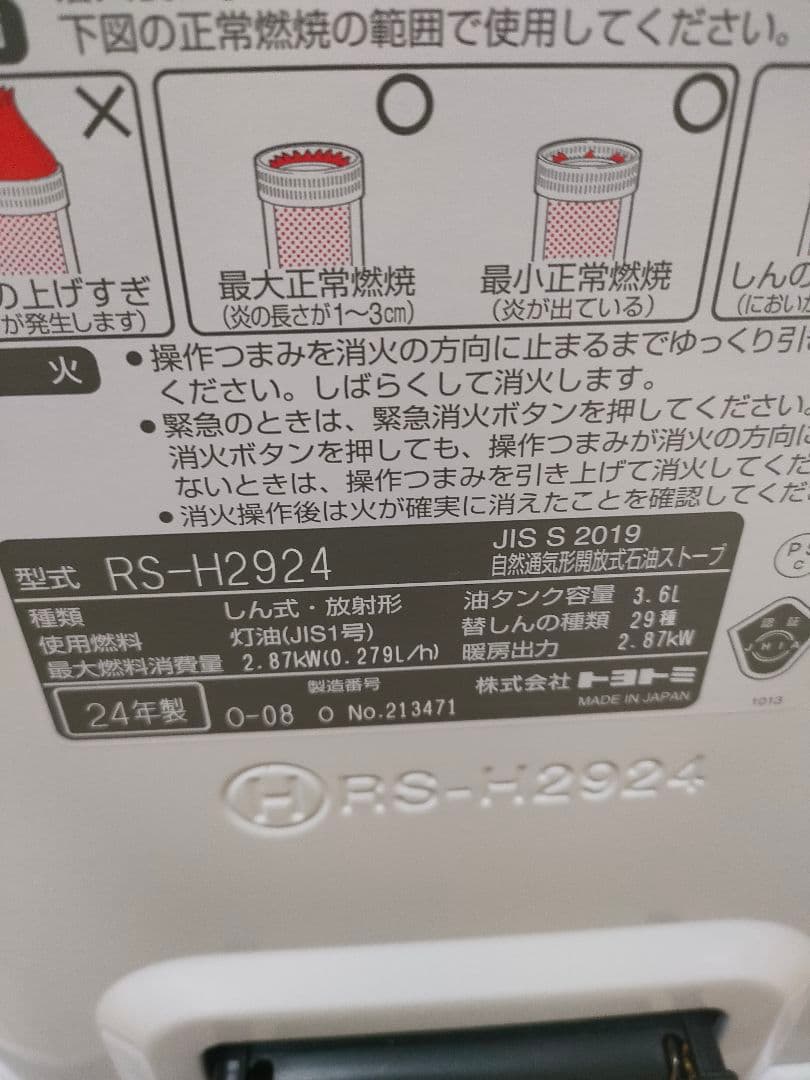 下図の正常燃焼の範囲で使用してください。
の上げすぎ
が発生します)
最大正常燃焼
(炎の長さが1〜3cm)
最小正常燃焼
(炎が出ている)
しんの
(におい
火
●操作つまみを消火の方向に止まるまでゆっくり引
ください。しばらくして消火します。
●緊急のときは、緊急消火ボタンを押してください。
消火ボタンを押しても、操作つまみが消火の方向に
ないときは、操作つまみを引き上げて消火してくだ
●消火操作後は火が確実に消えたことを確認してくだ
型式 RS-H2924
JIS S 2019
自然通気形開放式石油ストーブ
種類 しん式・放射形
使用燃料 灯油(JIS1号)
最大燃料消費量 2.87kW(0.279L/h)
油タンク容量 3.6L
替しんの種類 29種
暖房出力 2.87kW
24年製
製造番号
O-08 O No.213471
株式会社トヨトミ
MADE IN JAPAN
PS
C
認証
JHIA
1013
H RS-H2924